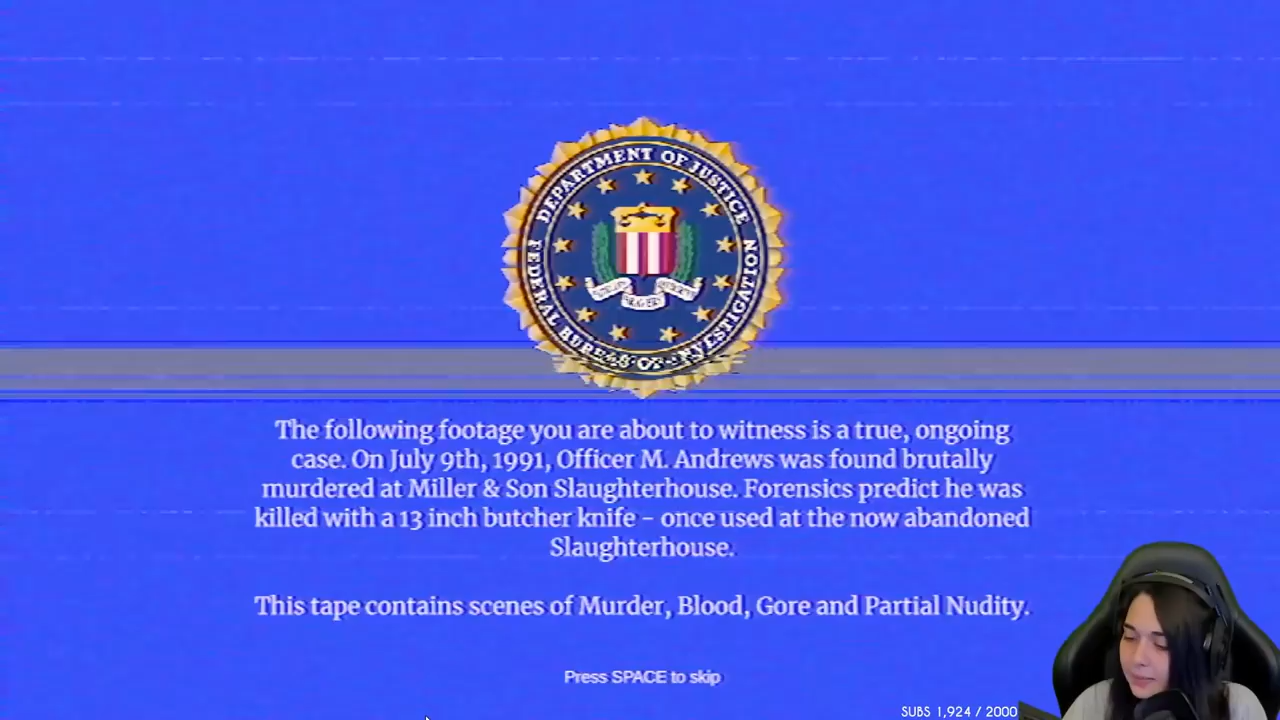 DEPARTMENT OF JUSTICE
FEDERAL BUREAU OF INVESTIGATION
The following footage you are about to witness is a true, ongoing
case. On July 9th, 1991, Officer M. Andrews was found brutally
murdered at Miller & Son Slaughterhouse. Forensics predict he was
killed with a 13 inch butcher knife - once used at the now abandoned
Slaughterhouse.
This tape contains scenes of Murder, Blood, Gore and Partial Nudity.
Press SPACE to skip
SUBS 1,924 / 2000